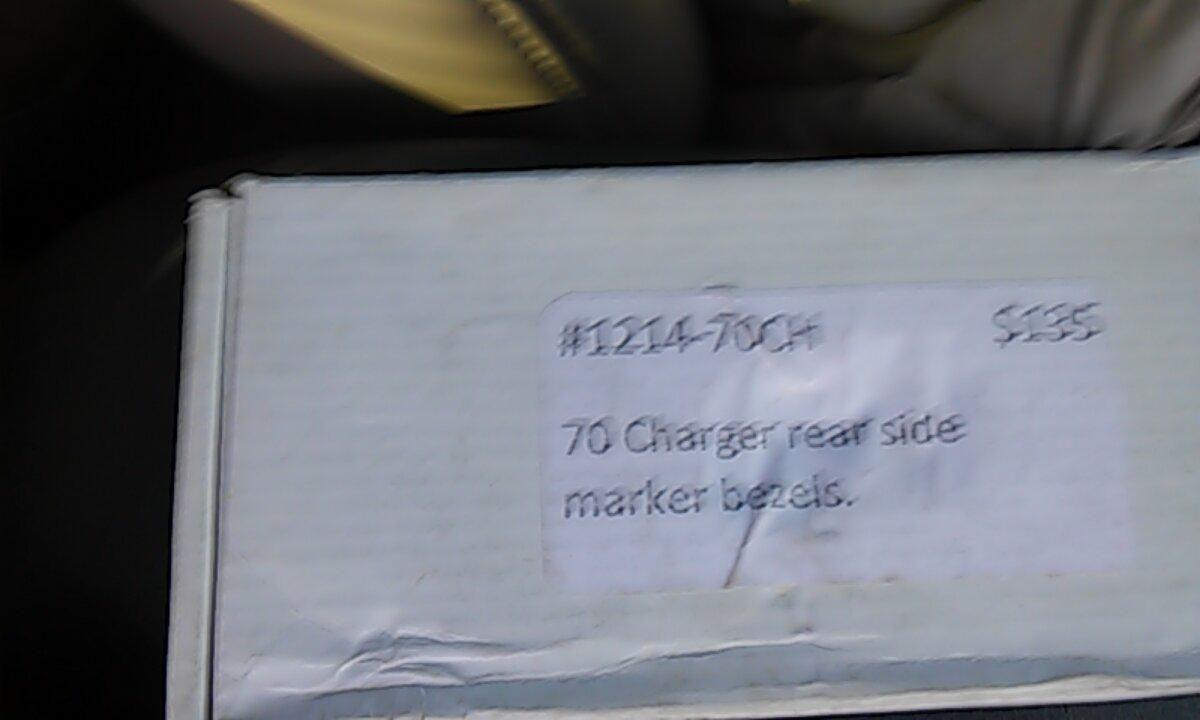 #1214-70CH $135
70 Charger rear side
marker bezels.